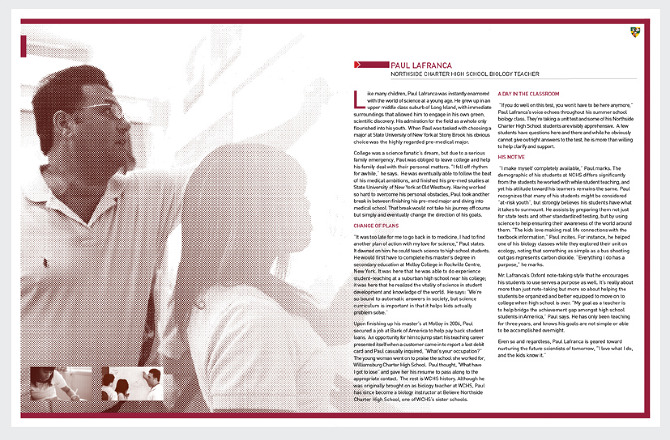 PAUL LAFRANCA
NORTHSIDE CHARTER HIGH SCHOOL BIOLOGY TEACHER
Like many children, Paul Lafranca was instantly enamored
with the world of science at a young age. He grew up in an
upper middle class suburb of Long Island, with immediate
surroundings that allowed him to engage in his own green,
scientific discovery. His admiration for the field as a whole only
flourished into his youth. When Paul was tasked with choosing a
major at State University of New York at Stony Brook his obvious
choice was the highly regarded pre-medical major.
College was a science fanatic's dream, but due to a serious
family emergency, Paul was obliged to leave college and help
his family deal with their personal matters. "I fell off rhythm
for awhile," he says. He was eventually able to follow the beat
of his medical ambitions, and finished his pre-med studies at
State University of New York at Old Westbury. Having worked
so hard to overcome his personal obstacles, Paul took another
break in between finishing his pre-med major and diving into
medical school. That break would not take his journey off course
but simply and eventually change the direction of his goals.
CHANGE OF PLANS
"It was too late for me to go back in to medicine. I had to find
another plan of action with my love for science," Paul states.
It dawned on him, he could teach science to high school students.
He would first have to complete his master's degree in
secondary education at Molloy College in Rockville Centre,
New York. It was here that he was able to do experience
student-teaching at a suburban high school near his college;
it was here that he realized the vitality of science in student
development and knowledge of the world. He says: "We're
so bound to automatic answers in society, but science
curriculum is important in that it helps kids actually
problem solve."
Upon finishing up his master's at Molloy in 2006, Paul
secured a job at Bank of America to help pay back student
loans. An opportunity for him to jump start his teaching career
presented itself when a customer came into report a lost debit
card and Paul casually inquired, "What's your occupation?"
The young woman went on to praise the school she worked for,
Williamsburg Charter High School. Paul thought, "What have
I got to lose" and gave her his resume to pass along to the
appropriate contact. The rest is WCHS history. Although he
was originally brought on as biology teacher at WCHS, Paul
has since become a biology instructor at Believe Northside
Charter High School, one of WCHS's sister schools.
A DAY IN THE CLASSROOM
"If you do well on this test, you won't have to be here anymore,"
Paul Lafranca's voice echoes throughout his summer school
biology class. They're taking a unit test and some of his Northside
Charter High School students are visibly apprehensive. A few
students have questions here and there and while he obviously
cannot give outright answers to the test, he is more than willing
to help clarify and support.
HIS MOTIVE
"I make myself completely available," Paul marks. The
demographic of his students at NCHS differs significantly
from the students he worked with while student teaching, and
yet his attitude toward his learners remains the same. Paul
recognizes that many of his students might be considered
"at-risk youth", but strongly believes his students have what
it takes to surmount. He assists by preparing them not just
for state tests and other standardized testing, but by using
science to help ensuring their awareness of the world around
them. "The kids love making real life connections with the
textbook information," Paul invites. For instance, he helped
one of his biology classes while they explored their unit on
ecology, noting that something as simple as a bus shooting
out gas represents carbon dioxide. "Everything I do has a
purpose," he marks.
Mr. Lafranca's Oxford note-taking style that he encourages
his students to use serves a purpose as well. It's really about
more than just note-taking but more so about helping the
students be organized and better equipped to move on to
college when high school is over. "My goal as a teacher is
to help bridge the achievement gap amongst high school
students in America," Paul says. He has only been teaching
for three years, and knows his goals are not simple or able
to be accomplished overnight.
Even so and regardless, Paul Lafranca is geared toward
nurturing the future scientists of tomorrow, "I love what I do,
and the kids know it."